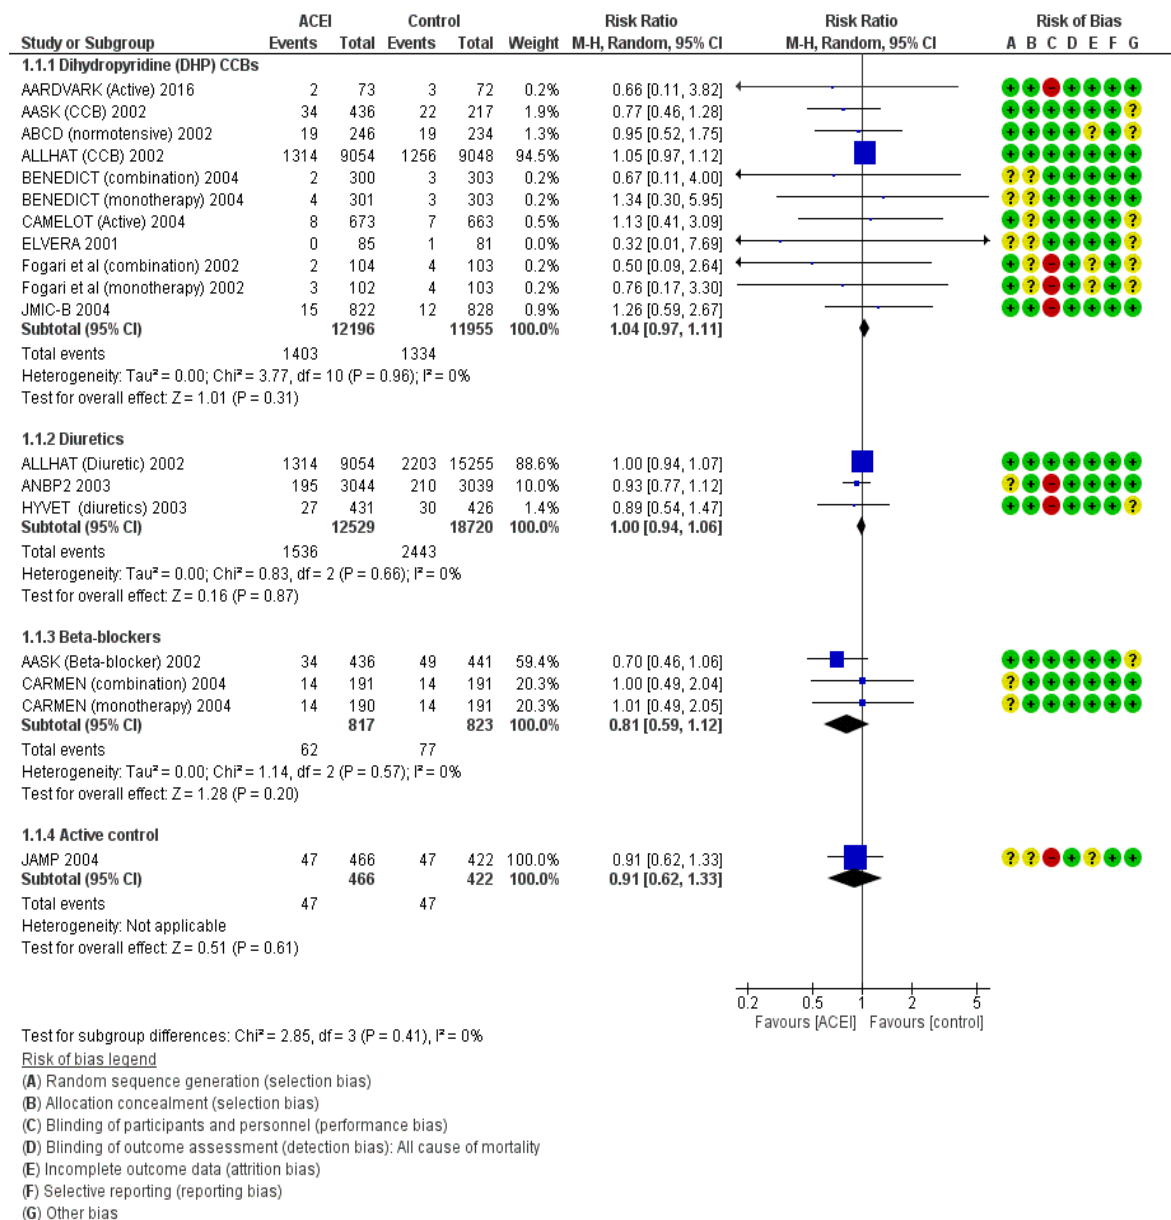 ACEI Control Risk Ratio Risk Ratio Risk of Bias
Study or Subgroup Events Total Events Total Weight M-H, Random, 95% CI M-H, Random, 95% CI A B C D E F G
1.1.1 Dihydropyridine (DHP) CCBs
AARDVARK (Active) 2016 2 73 3 72 0.2% 0.66 [0.11, 3.82] + + - + + + +
AASK (CCB) 2002 34 436 22 217 1.9% 0.77 [0.46, 1.28] + + + + + + ?
ABCD (normotensive) 2002 19 246 19 234 1.3% 0.95 [0.52, 1.75] + + + + ? + ?
ALLHAT (CCB) 2002 1314 9054 1256 9048 94.5% 1.05 [0.97, 1.12] + + + + + + +
BENEDICT (combination) 2004 2 300 3 303 0.2% 0.67 [0.11, 4.00] ? ? + + + + +
BENEDICT (monotherapy) 2004 4 301 3 303 0.2% 1.34 [0.30, 5.95] ? ? + + + + +
CAMELOT (Active) 2004 8 673 7 663 0.5% 1.13 [0.41, 3.09] + ? + + + + ?
ELVERA 2001 0 85 1 81 0.0% 0.32 [0.01, 7.69] ? ? + + + + ?
Fogari et al (combination) 2002 2 104 4 103 0.2% 0.50 [0.09, 2.64] + ? - + ? + ?
Fogari et al (monotherapy) 2002 3 102 4 103 0.2% 0.76 [0.17, 3.30] + ? - + ? + ?
JMIC-B 2004 15 822 12 828 0.9% 1.26 [0.59, 2.67] + + - + + + +
Subtotal (95% CI) 12196 11955 100.0% 1.04 [0.97, 1.11]
Total events 1403 1334
Heterogeneity: Tau² = 0.00; Chi² = 3.77, df = 10 (P = 0.96); I² = 0%
Test for overall effect: Z = 1.01 (P = 0.31)
1.1.2 Diuretics
ALLHAT (Diuretic) 2002 1314 9054 2203 15255 88.6% 1.00 [0.94, 1.07] + + + + + + +
ANBP2 2003 195 3044 210 3039 10.0% 0.93 [0.77, 1.12] ? + - + + + +
HYVET (diuretics) 2003 27 431 30 426 1.4% 0.89 [0.54, 1.47] + + - + + + ?
Subtotal (95% CI) 12529 18720 100.0% 1.00 [0.94, 1.06]
Total events 1536 2443
Heterogeneity: Tau² = 0.00; Chi² = 0.83, df = 2 (P = 0.66); I² = 0%
Test for overall effect: Z = 0.16 (P = 0.87)
1.1.3 Beta-blockers
AASK (Beta-blocker) 2002 34 436 49 441 59.4% 0.70 [0.46, 1.06] + + + + + + ?
CARMEN (combination) 2004 14 191 14 191 20.3% 1.00 [0.49, 2.04] ? + + + + + +
CARMEN (monotherapy) 2004 14 190 14 191 20.3% 1.01 [0.49, 2.05] ? + + + + + +
Subtotal (95% CI) 817 823 100.0% 0.81 [0.59, 1.12]
Total events 62 77
Heterogeneity: Tau² = 0.00; Chi² = 1.14, df = 2 (P = 0.57); I² = 0%
Test for overall effect: Z = 1.28 (P = 0.20)
1.1.4 Active control
JAMP 2004 47 466 47 422 100.0% 0.91 [0.62, 1.33] ? ? - + ? + +
Subtotal (95% CI) 466 422 100.0% 0.91 [0.62, 1.33]
Total events 47 47
Heterogeneity: Not applicable
Test for overall effect: Z = 0.51 (P = 0.61)
0.2 0.5 1 2 5
Favours [ACEI] Favours [control]
Test for subgroup differences: Chi² = 2.85, df = 3 (P = 0.41), I² = 0%
Risk of bias legend
(A) Random sequence generation (selection bias)
(B) Allocation concealment (selection bias)
(C) Blinding of participants and personnel (performance bias)
(D) Blinding of outcome assessment (detection bias): All cause of mortality
(E) Incomplete outcome data (attrition bias)
(F) Selective reporting (reporting bias)
(G) Other bias